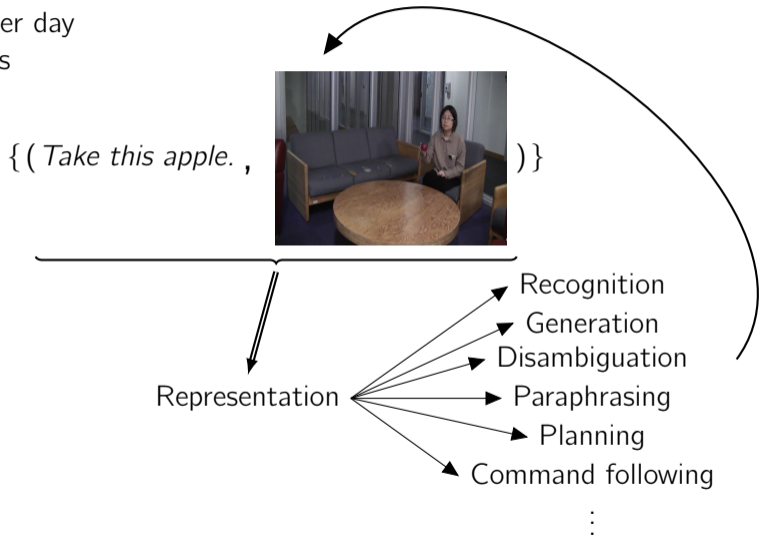 er day
s
{( Take this apple. , )}
Recognition
Generation
Disambiguation
Representation
Paraphrasing
Planning
Command following
⋮